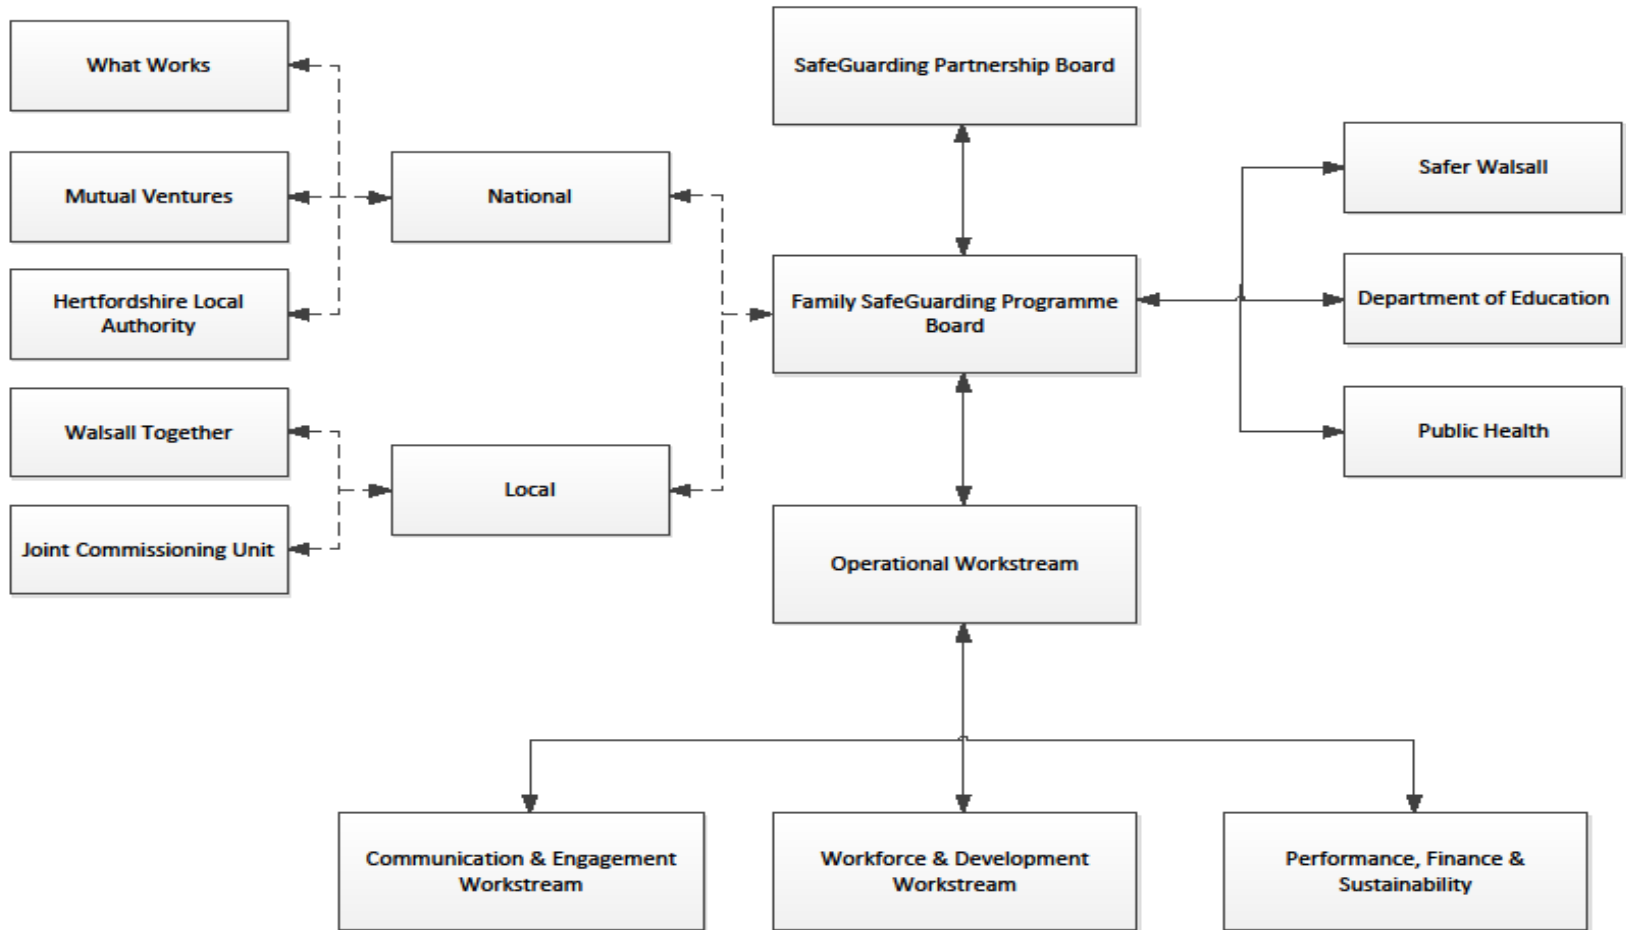 What Works
SafeGuarding Partnership Board
Safer Walsall
Mutual Ventures
National
Hertfordshire Local
Authority
Family SafeGuarding Programme
Board
Department of Education
Walsall Together
Public Health
Local
Joint Commissioning Unit
Operational Workstream
Communication & Engagement
Workstream
Workforce & Development
Workstream
Performance, Finance &
Sustainability